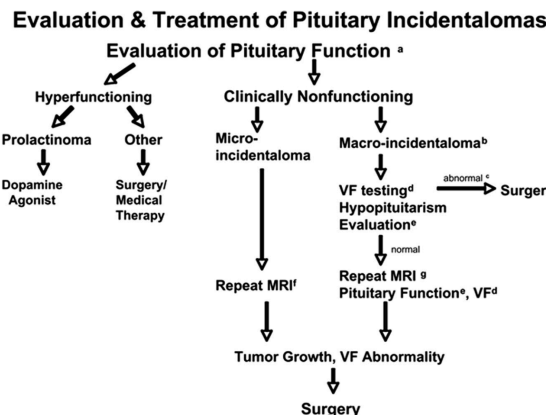 Evaluation & Treatment of Pituitary Incidentalomas
Evaluation of Pituitary Function a
Hyperfunctioning
Clinically Nonfunctioning
Prolactinoma
Other
Micro-
incidentaloma
Macro-incidentaloma b
Dopamine
Agonist
Surgery/
Medical
Therapy
VF testing d
Hypopituitarism
Evaluation e
abnormal c
Surger
normal
Repeat MRI f
Repeat MRI g
Pituitary Function e, VF d
Tumor Growth, VF Abnormality
Surgery